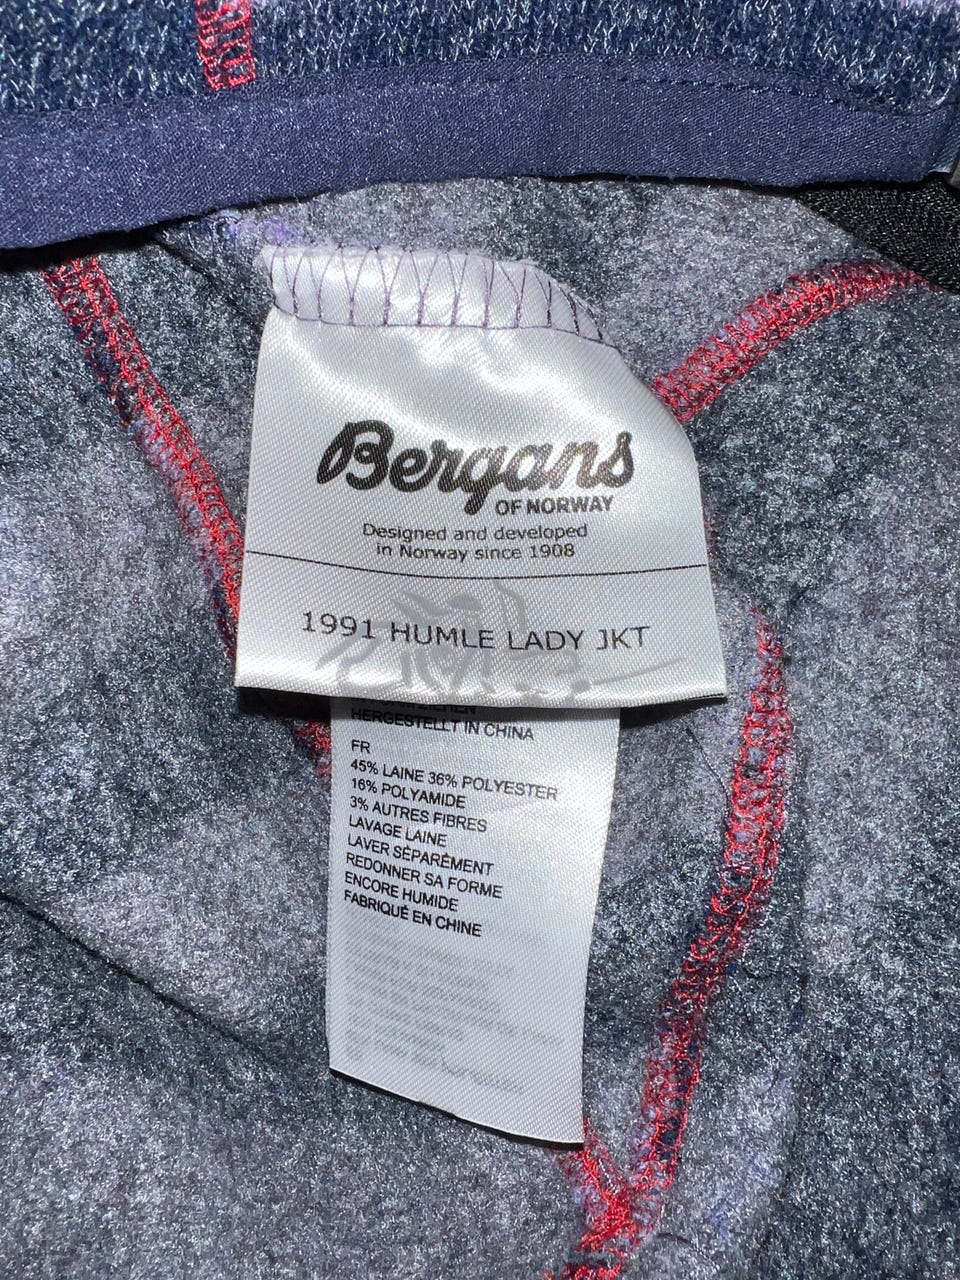 Bergans
OF NORWAY
Designed and developed
in Norway since 1908
1991 HUMLE LADY JKT
HERGESTELLT IN CHINA
FR
45% LAINE 36% POLYESTER
16% POLYAMIDE
3% AUTRES FIBRES
LAVAGE LAINE
LAVER SÉPARÉMENT
REDONNER SA FORME
ENCORE HUMIDE
FABRIQUÉ EN CHINE